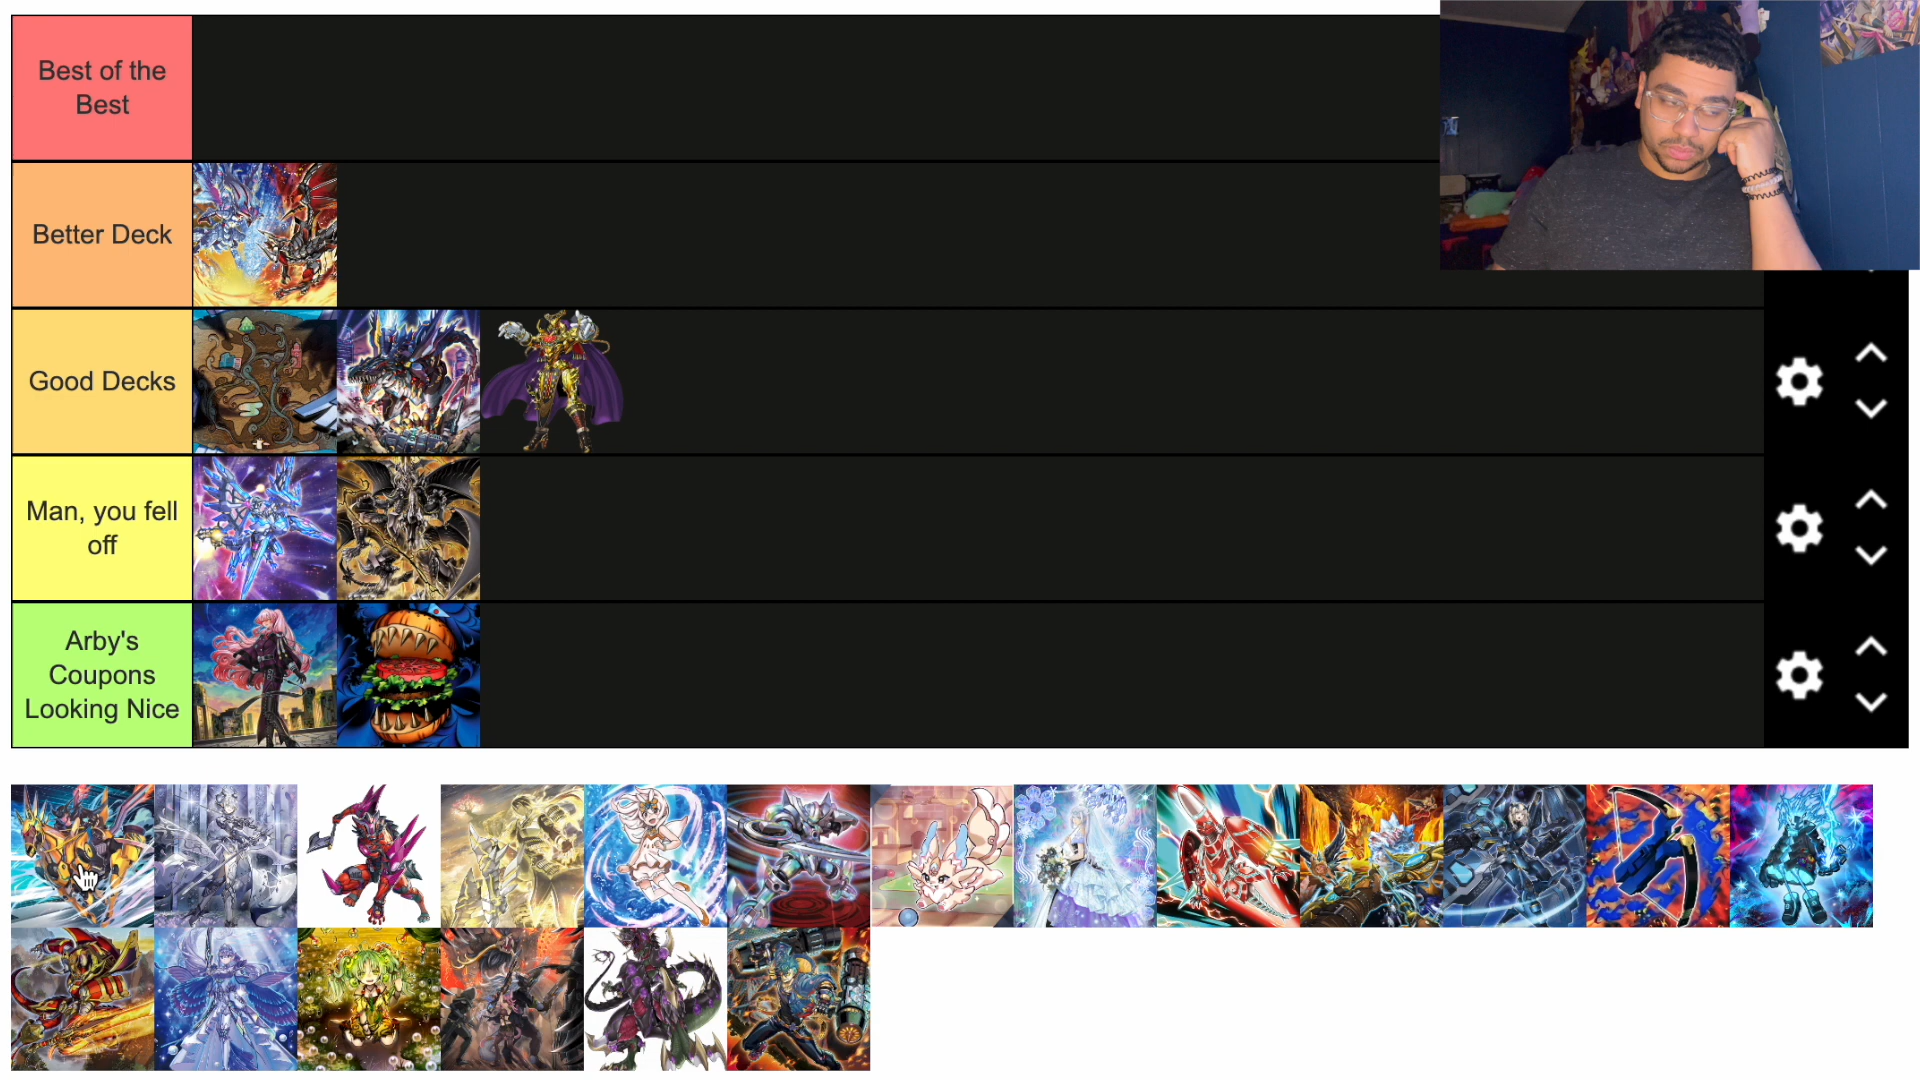 Best of the
Best
Better Deck
Good Decks
Man, you fell
off
Arby's
Coupons
Looking Nice